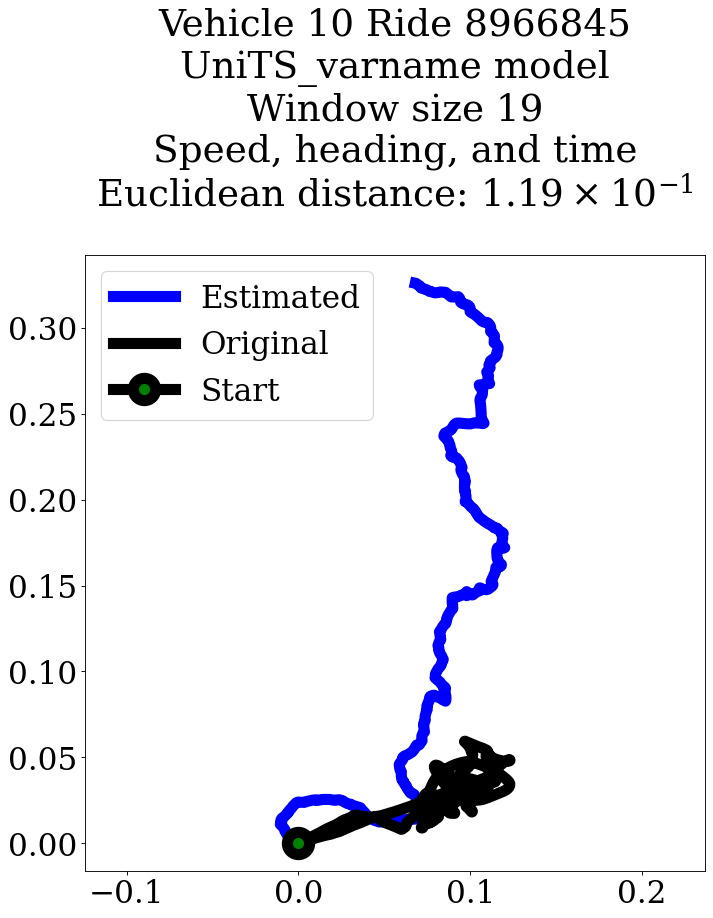 Vehicle 10 Ride 8966845
UniTS_varname model
Window size 19
Speed, heading, and time
Euclidean distance: 1.19 × 10⁻¹
Estimated
Original
Start
0.30
0.25
0.20
0.15
0.10
0.05
0.00
−0.1 0.0 0.1 0.2